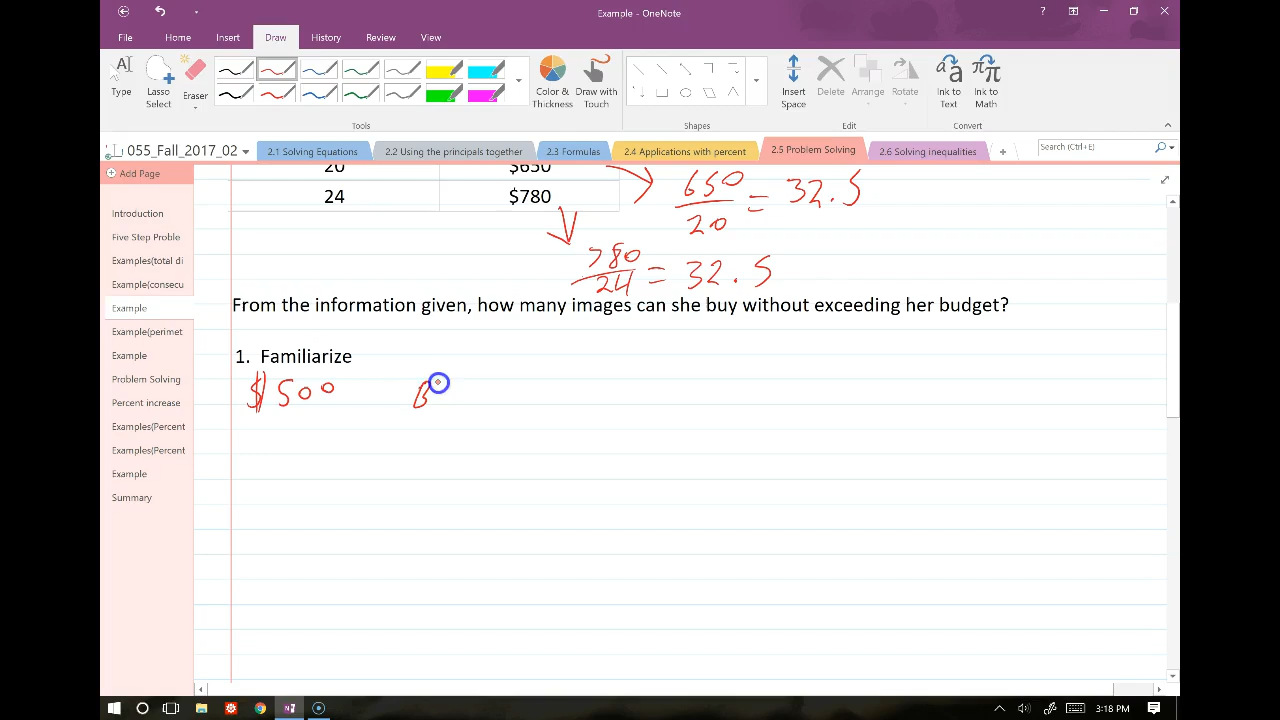 Example - OneNote
File Home Insert Draw History Review View
Type Lasso Select Eraser Color & Thickness Draw with Touch Insert Space Delete Arrange Rotate Ink to Text Ink to Math
Tools Shapes Edit Convert
055_Fall_2017_02 2.1 Solving Equations 2.2 Using the principals together 2.3 Formulas 2.4 Applications with percent 2.5 Problem Solving 2.6 Solving inequalities Search (Ctrl+E)
Add Page
Introduction
Five Step Proble
Examples(total di
Example(consecu
Example
Example(perimet
Example
Problem Solving
Percent increase
Examples(Percent
Examples(Percent
Example
Summary
20 $650
24 $780
650/20 = 32.5
780/24 = 32.5
From the information given, how many images can she buy without exceeding her budget?
1. Familiarize
$500 B
3:18 PM